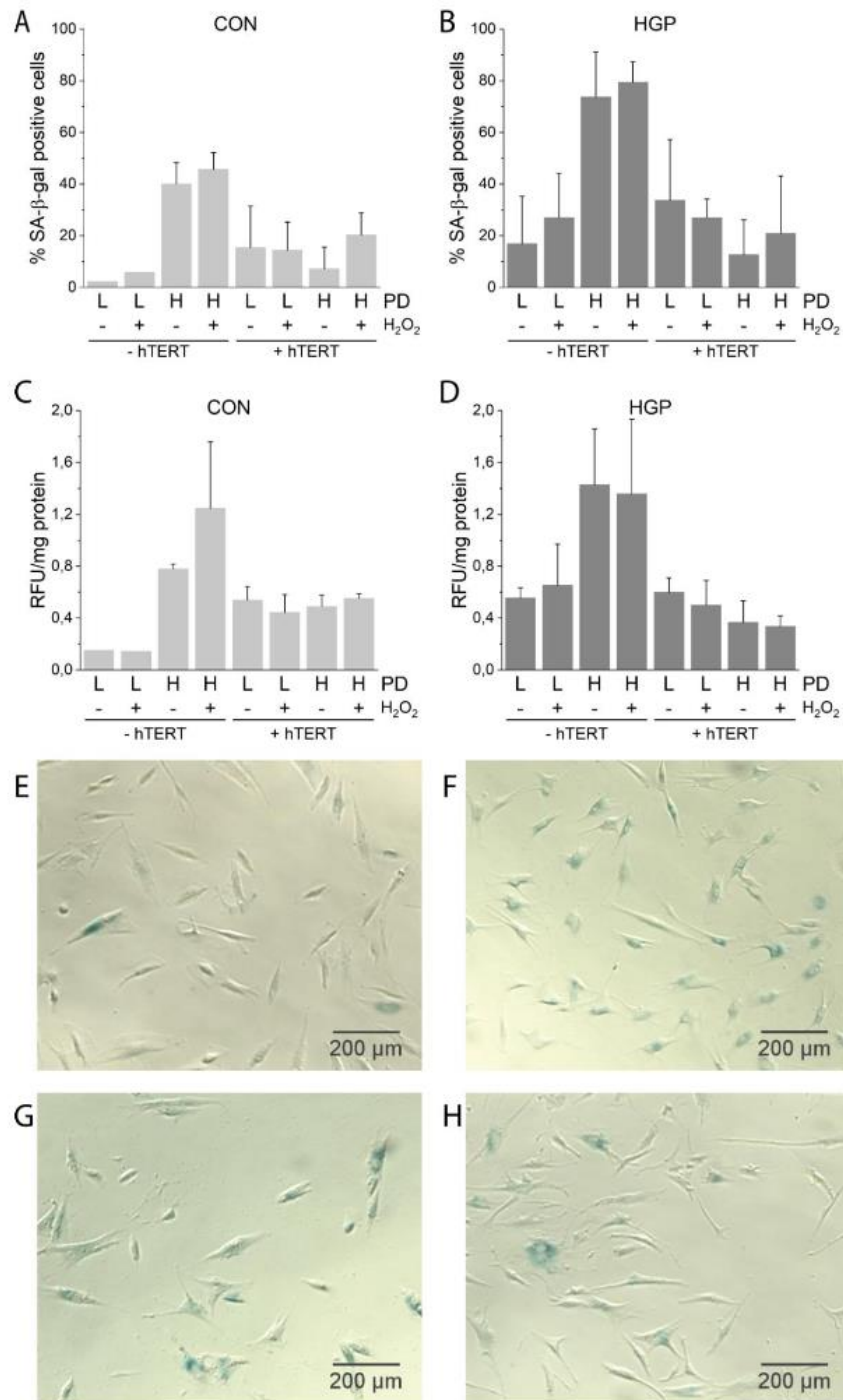 A
CON
% SA-β-gal positive cells
100
80
60
40
20
0
L L H H L L H H PD
- + - + - + - + H₂O₂
- hTERT + hTERT
B
HGP
% SA-β-gal positive cells
100
80
60
40
20
0
L L H H L L H H PD
- + - + - + - + H₂O₂
- hTERT + hTERT
C
CON
RFU/mg protein
2,0
1,6
1,2
0,8
0,4
0,0
L L H H L L H H PD
- + - + - + - + H₂O₂
- hTERT + hTERT
D
HGP
RFU/mg protein
2,0
1,6
1,2
0,8
0,4
0,0
L L H H L L H H PD
- + - + - + - + H₂O₂
- hTERT + hTERT
E
200 µm
F
200 µm
G
200 µm
H
200 µm